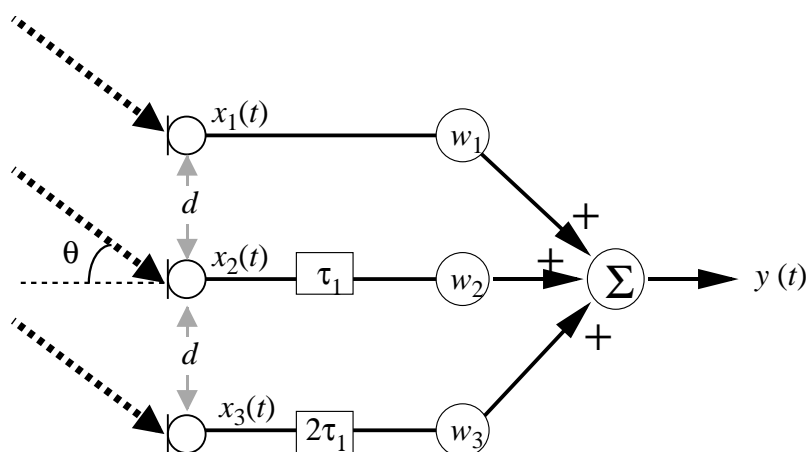 x1(t) w1
+
d
θ x2(t) τ1 w2 + Σ y (t)
+
d
x3(t) 2τ1 w3